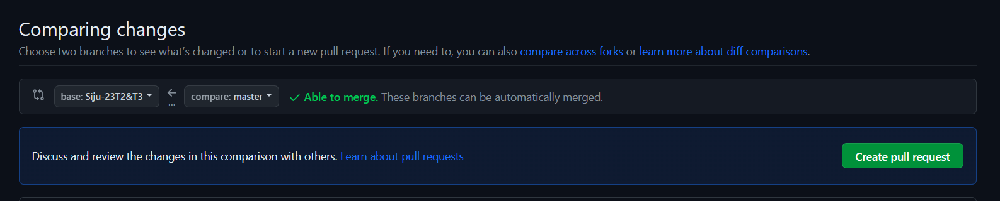 Comparing changes
Choose two branches to see what's changed or to start a new pull request. If you need to, you can also compare across forks or learn more about diff comparisons.
base: Siju-23T2&T3 ... compare: master Able to merge. These branches can be automatically merged.
Discuss and review the changes in this comparison with others. Learn about pull requests Create pull request